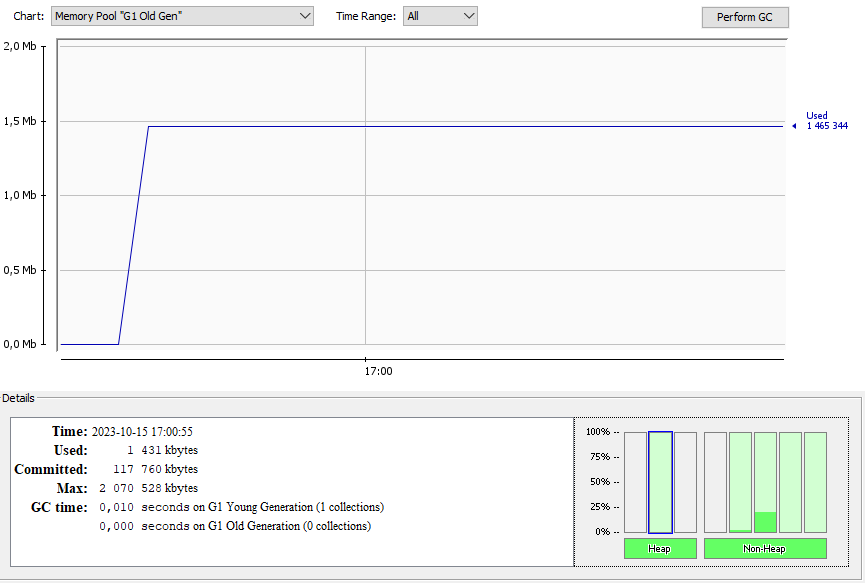 Chart: Memory Pool "G1 Old Gen" Time Range: All Perform GC
2,0 Mb
1,5 Mb
1,0 Mb
0,5 Mb
0,0 Mb
Used
1 465 344
17:00
Details
Time: 2023-10-15 17:00:55
Used: 1 431 kbytes
Committed: 117 760 kbytes
Max: 2 070 528 kbytes
GC time: 0,010 seconds on G1 Young Generation (1 collections)
0,000 seconds on G1 Old Generation (0 collections)
100% --
75% --
50% --
25% --
0% --
Heap Non-Heap